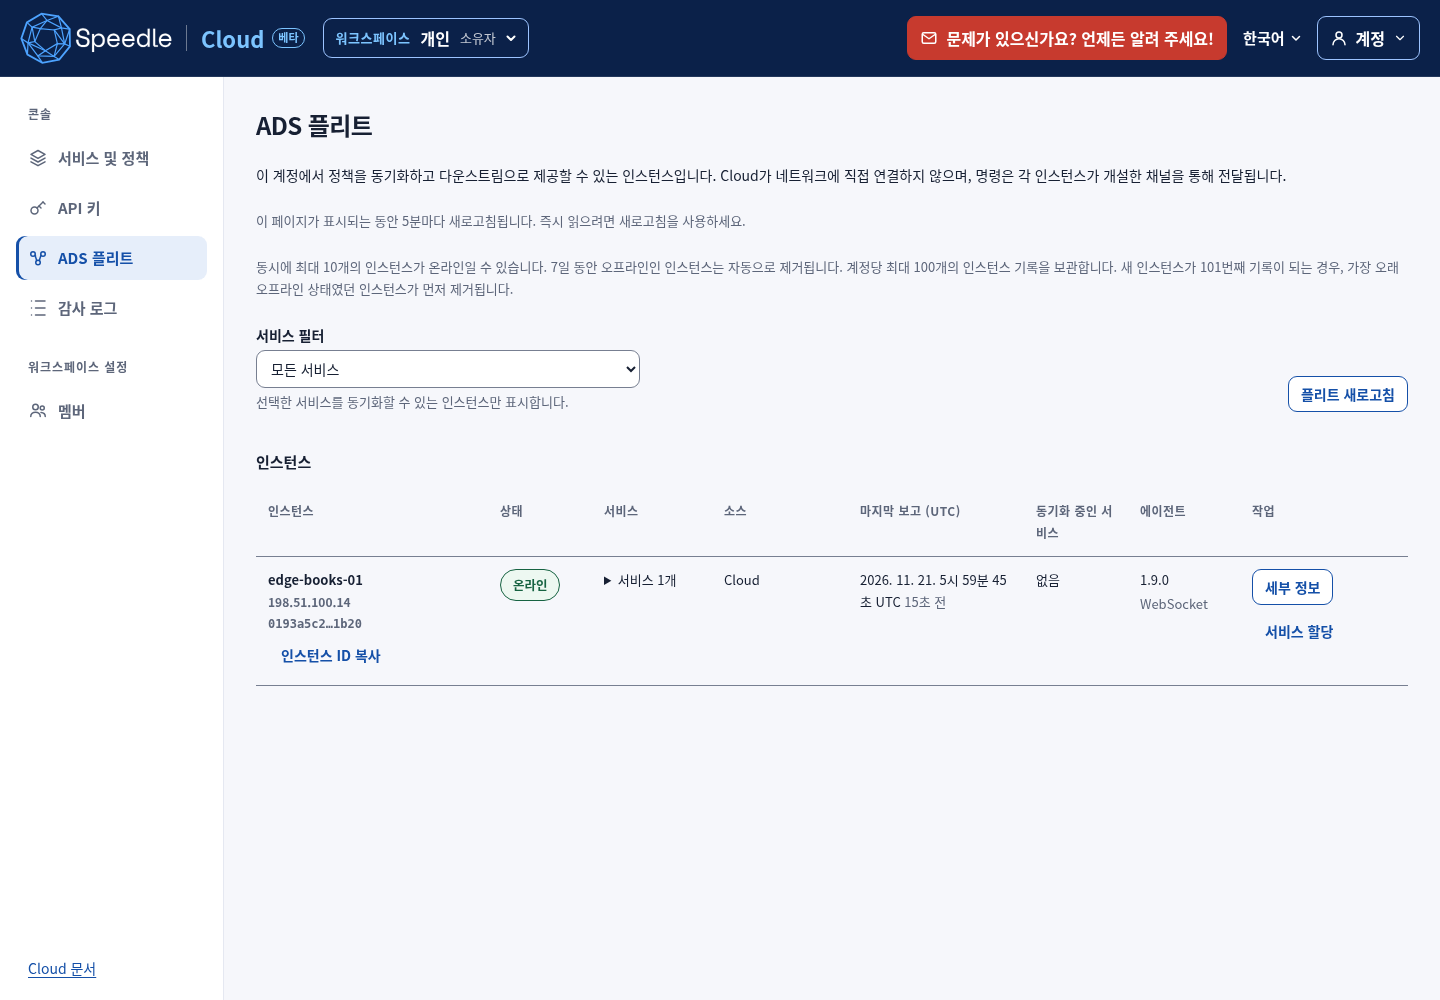 Speedle
Cloud 베타
워크스페이스 개인 소유자
문제가 있으신가요? 언제든 알려 주세요!
한국어
계정
콘솔
서비스 및 정책
API 키
ADS 플리트
감사 로그
워크스페이스 설정
멤버
Cloud 문서
ADS 플리트
이 계정에서 정책을 동기화하고 다운스트림으로 제공할 수 있는 인스턴스입니다. Cloud가 네트워크에 직접 연결하지 않으며, 명령은 각 인스턴스가 개설한 채널을 통해 전달됩니다.
이 페이지가 표시되는 동안 5분마다 새로고침됩니다. 즉시 읽으려면 새로고침을 사용하세요.
동시에 최대 10개의 인스턴스가 온라인일 수 있습니다. 7일 동안 오프라인인 인스턴스는 자동으로 제거됩니다. 계정당 최대 100개의 인스턴스 기록을 보관합니다. 새 인스턴스가 101번째 기록이 되는 경우, 가장 오래
오프라인 상태였던 인스턴스가 먼저 제거됩니다.
서비스 필터
모든 서비스
선택한 서비스를 동기화할 수 있는 인스턴스만 표시합니다.
플리트 새로고침
인스턴스
인스턴스 상태 서비스 소스 마지막 보고 (UTC) 동기화 중인 서 에이전트 작업
비스
edge-books-01 온라인 서비스 1개 Cloud 2026. 11. 21. 5시 59분 45 없음 1.9.0 세부 정보
198.51.100.14 초 UTC 15초 전 WebSocket
0193a5c2…1b20 서비스 할당
인스턴스 ID 복사